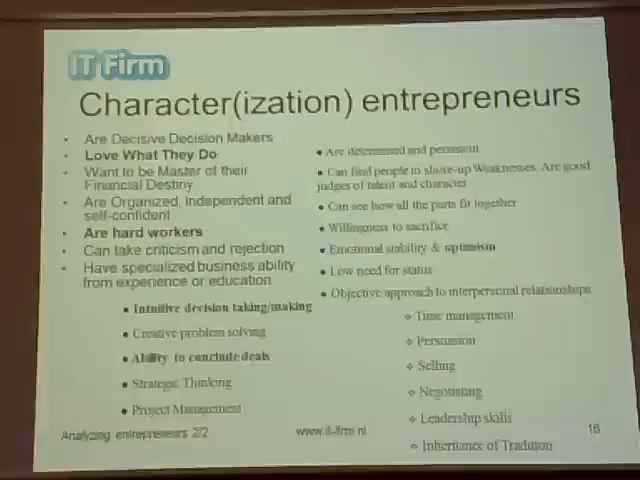 IT Firm
Character(ization) entrepreneurs
• Are Decisive Decision Makers
• Love What They Do
• Want to be Master of their
Financial Destiny
• Are Organized, Independent and
self-confident
• Are hard workers
• Can take criticism and rejection
• Have specialized business ability
from experience or education
• Intuitive decision taking/making
• Creative problem solving
• Ability to conclude deals
• Strategic Thinking
• Project Management
• Are determined and persistent
• Can find people to shore-up Weaknesses. Are good
judges of talent and character
• Can see how all the parts fit together
• Willingness to sacrifice
• Emotional stability & optimism
• Low need for status
• Objective approach to interpersonal relationships
❖ Time management
❖ Persuasion
❖ Selling
❖ Negotiating
❖ Leadership skills
❖ Inheritance of Tradition
Analyzing entrepreneurs 2/2
www.it-firms.nl
16